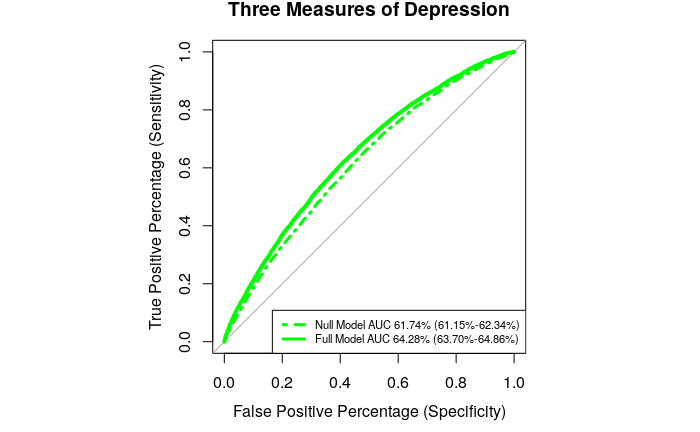 Three Measures of Depression
True Positive Percentage (Sensitivity)
1.0
0.8
0.6
0.4
0.2
0.0
Null Model AUC 61.74% (61.15%-62.34%)
Full Model AUC 64.28% (63.70%-64.86%)
0.0 0.2 0.4 0.6 0.8 1.0
False Positive Percentage (Specificity)